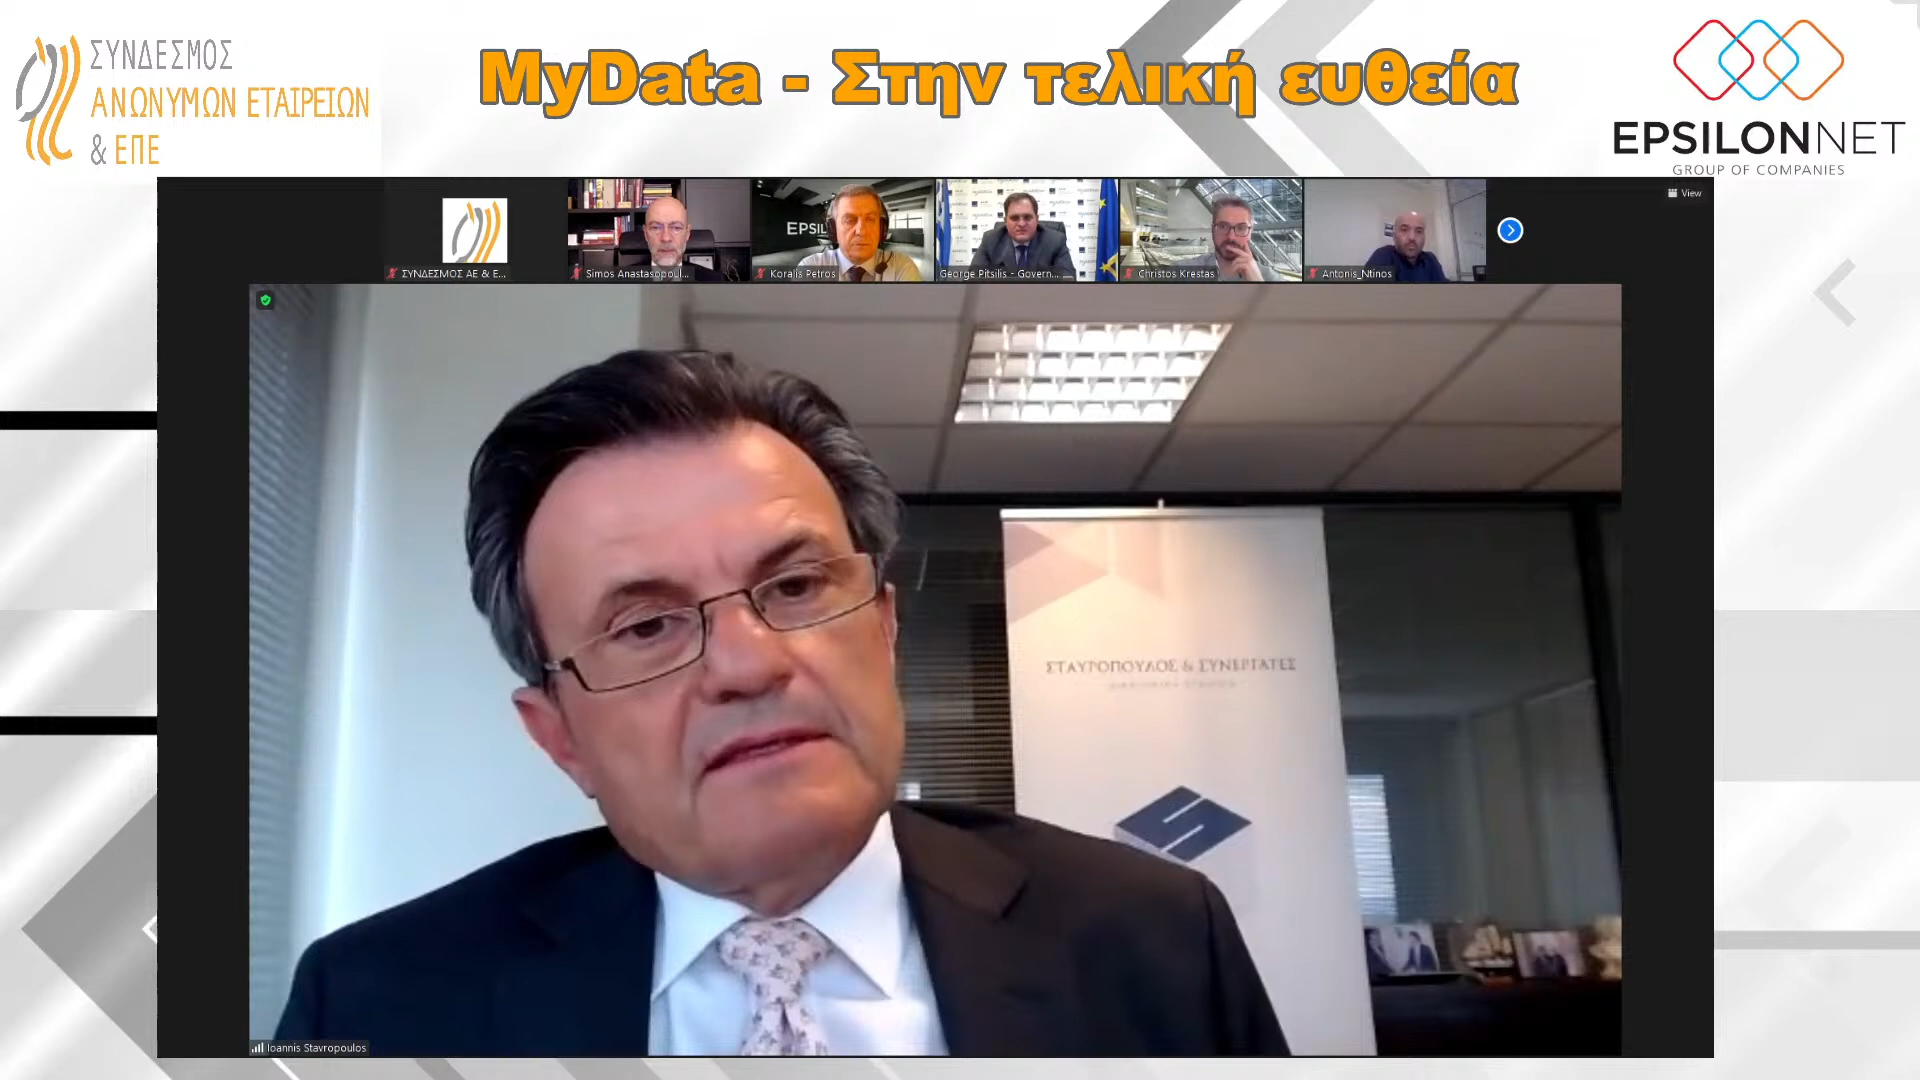 ΣΥΝΔΕΣΜΟΣ
ΑΝΩΝΥΜΩΝ ΕΤΑΙΡΕΙΩΝ
& ΕΠΕ
MyData - Στην τελική ευθεία
EPSILONNET
GROUP OF COMPANIES
View
EPSIL
ΣΥΝΔΕΣΜΟΣ ΑΕ & Ε...
Simos Anastasopoul...
Koralis Petros
George Pitsilis - Govern...
Christos Krestas
Antonis_Ntinos
ΣΤΑΥΡΟΠΟΥΛΟΣ & ΣΥΝΕΡΓΑΤΕΣ
Ioannis Stavropoulos